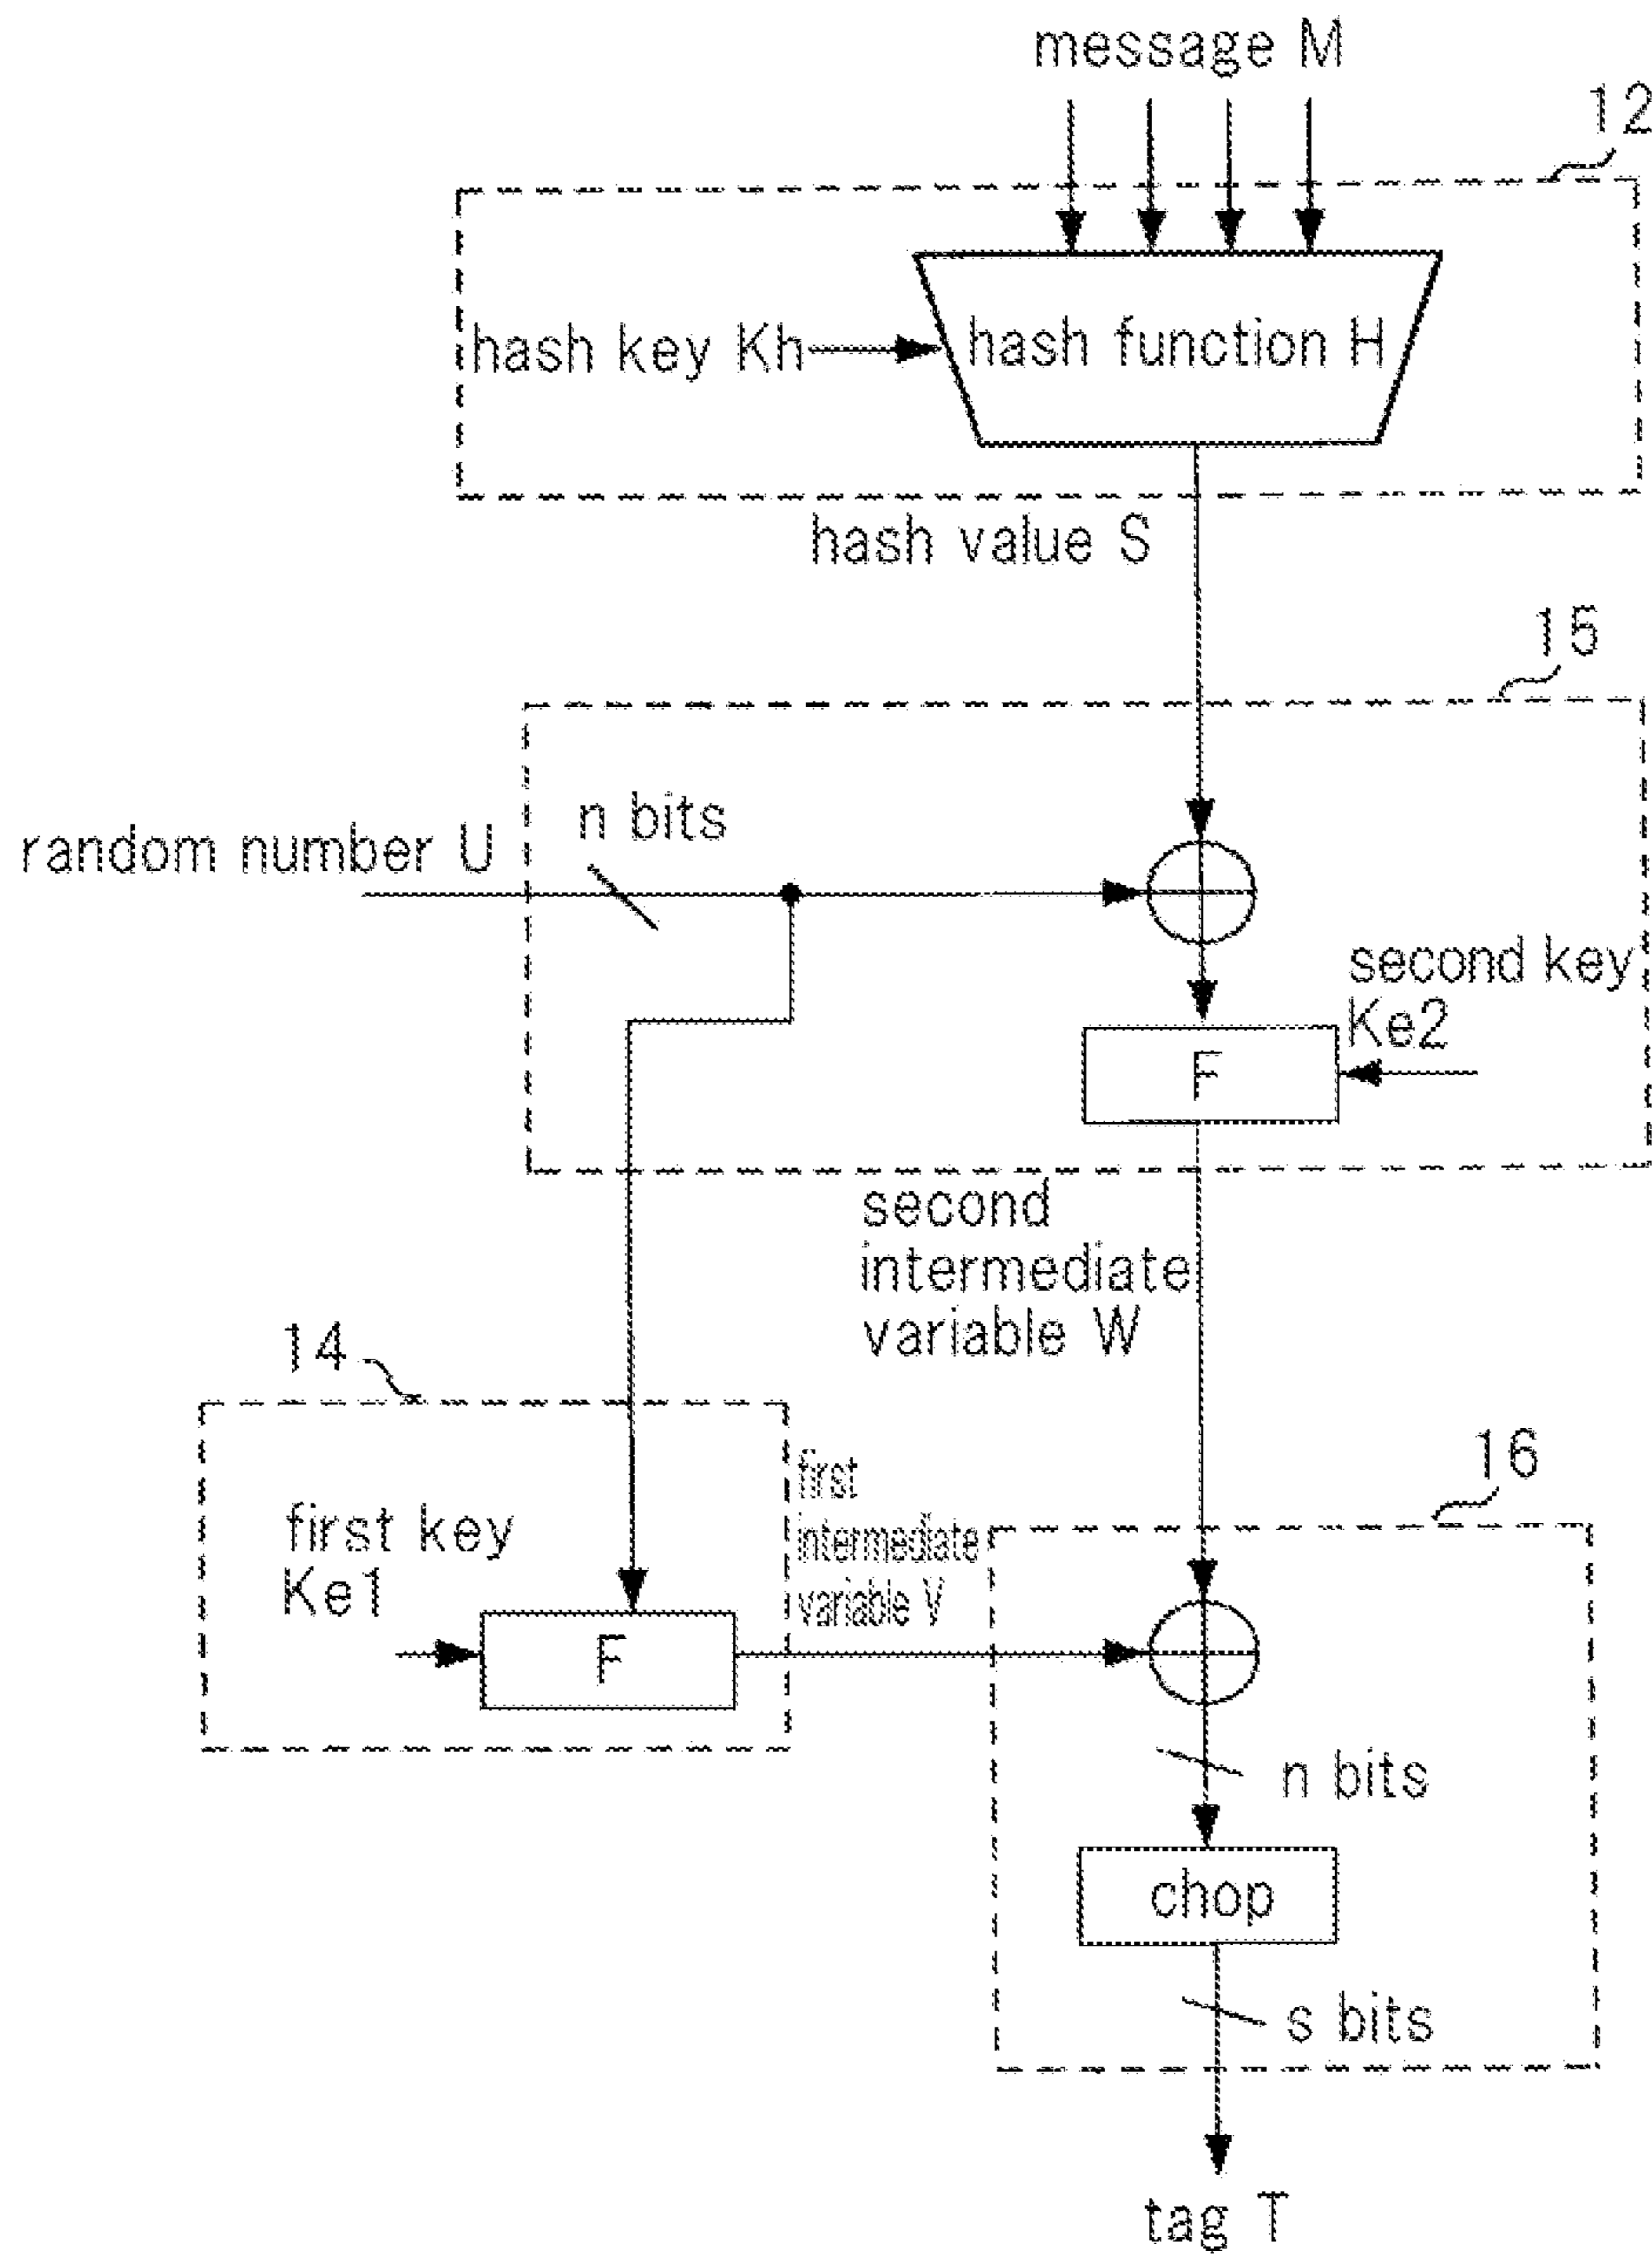 message M
12
hash key Kh
hash function H
hash value S
15
n bits
random number U
second key
Ke2
F
second
intermediate
variable W
14
first
intermediate
variable V
16
first key
Ke1
F
n bits
chop
s bits
tag T